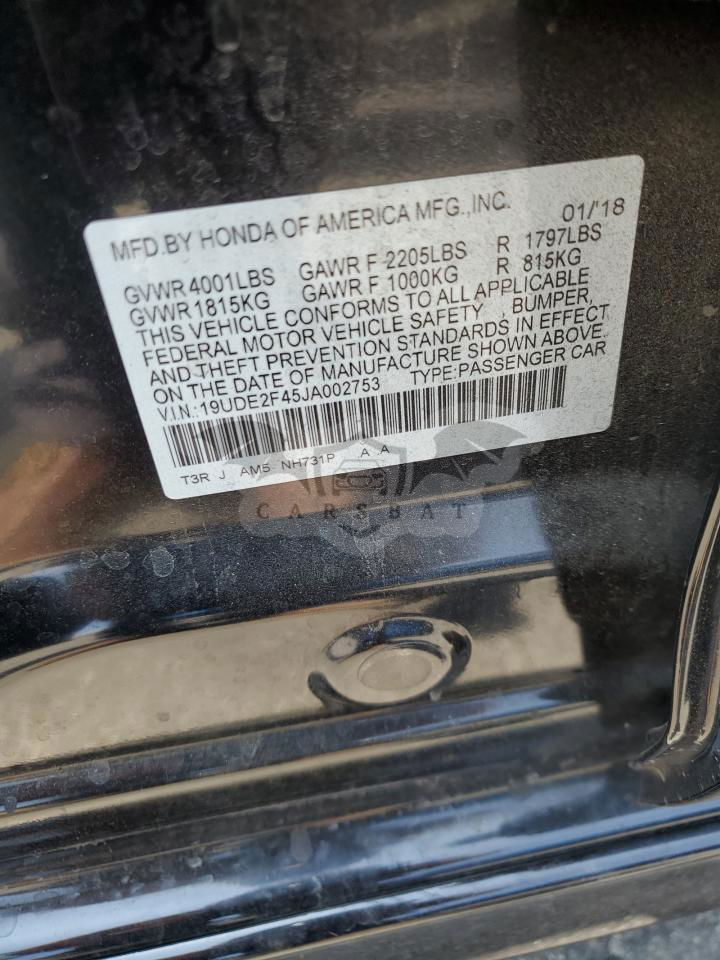 MFD.BY HONDA OF AMERICA MFG.,INC. 01/'18
GVWR 4001LBS GAWR F 2205LBS R 1797LBS
GVWR 1815KG GAWR F 1000KG R 815KG
THIS VEHICLE CONFORMS TO ALL APPLICABLE
FEDERAL MOTOR VEHICLE SAFETY , BUMPER,
AND THEFT PREVENTION STANDARDS IN EFFECT
ON THE DATE OF MANUFACTURE SHOWN ABOVE.
V.I.N.:19UDE2F45JA002753 TYPE:PASSENGER CAR
T3R J AM5 NH731P A A
CARSBAT